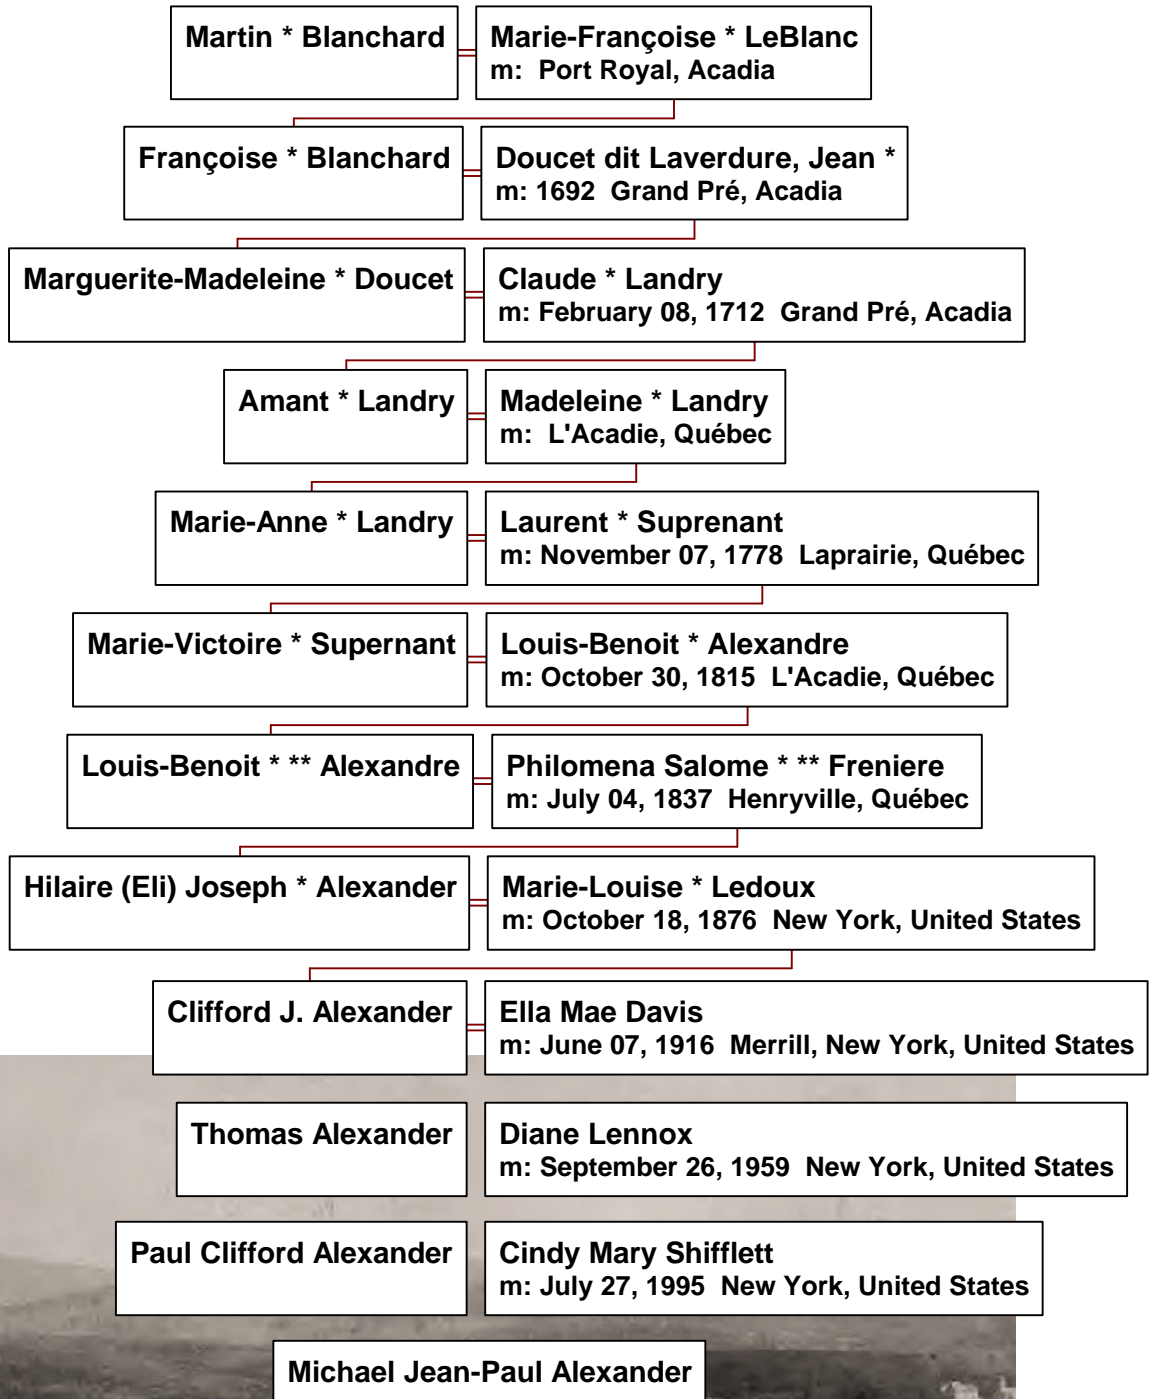 Martin * Blanchard
Marie-Françoise * LeBlanc
m:  Port Royal, Acadia
Françoise * Blanchard
Doucet dit Laverdure, Jean *
m: 1692  Grand Pré, Acadia
Marguerite-Madeleine * Doucet
Claude * Landry
m: February 08, 1712  Grand Pré, Acadia
Amant * Landry
Madeleine * Landry
m:  L'Acadie, Québec
Marie-Anne * Landry
Laurent * Suprenant
m: November 07, 1778  Laprairie, Québec
Marie-Victoire * Supernant
Louis-Benoit * Alexandre
m: October 30, 1815  L'Acadie, Québec
Louis-Benoit * ** Alexandre
Philomena Salome * ** Freniere
m: July 04, 1837  Henryville, Québec
Hilaire (Eli) Joseph * Alexander
Marie-Louise * Ledoux
m: October 18, 1876  New York, United States
Clifford J. Alexander
Ella Mae Davis
m: June 07, 1916  Merrill, New York, United States
Thomas Alexander
Diane Lennox
m: September 26, 1959  New York, United States
Paul Clifford Alexander
Cindy Mary Shifflett
m: July 27, 1995  New York, United States
Michael Jean-Paul Alexander